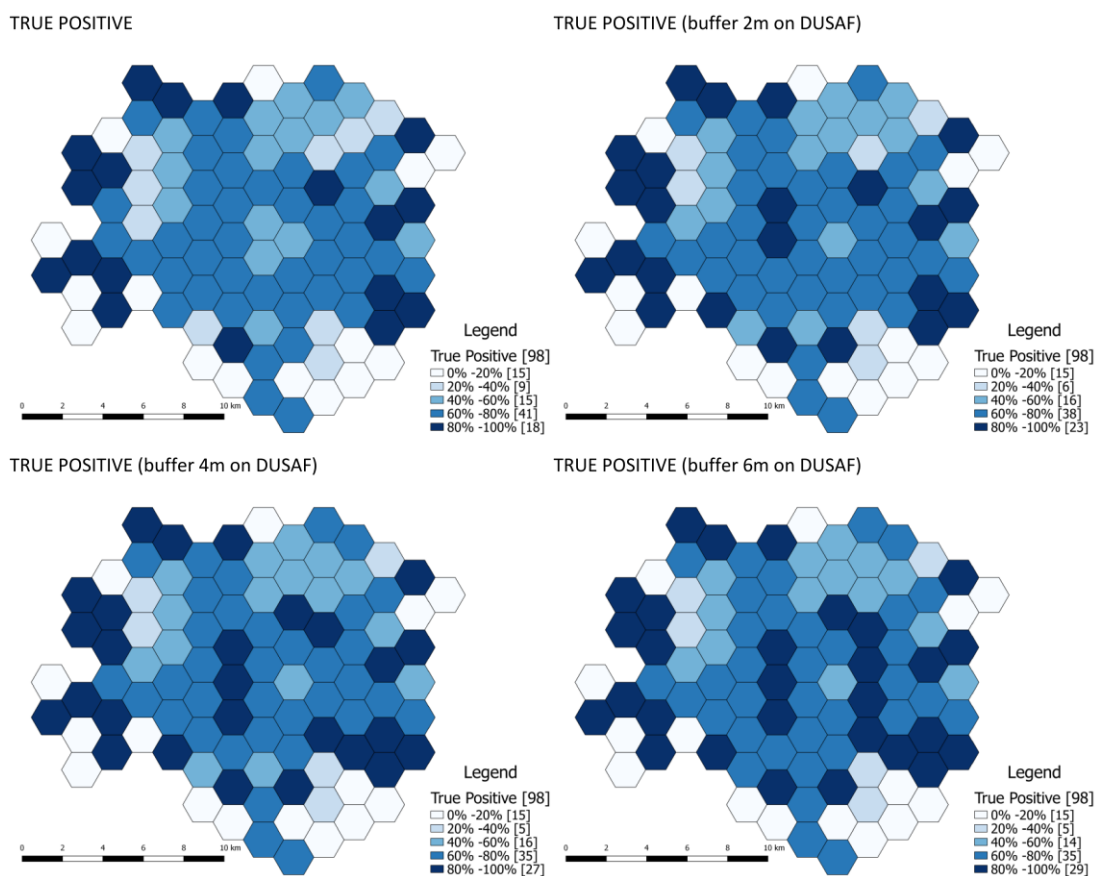 TRUE POSITIVE
Legend
True Positive [98]
0% -20% [15]
20% -40% [9]
40% -60% [15]
60% -80% [41]
80% -100% [18]
0 2 4 6 8 10 km
TRUE POSITIVE (buffer 2m on DUSAF)
Legend
True Positive [98]
0% -20% [15]
20% -40% [6]
40% -60% [16]
60% -80% [38]
80% -100% [23]
0 2 4 6 8 10 km
TRUE POSITIVE (buffer 4m on DUSAF)
Legend
True Positive [98]
0% -20% [15]
20% -40% [5]
40% -60% [16]
60% -80% [35]
80% -100% [27]
0 2 4 6 8 10 km
TRUE POSITIVE (buffer 6m on DUSAF)
Legend
True Positive [98]
0% -20% [15]
20% -40% [5]
40% -60% [14]
60% -80% [35]
80% -100% [29]
0 2 4 6 8 10 km